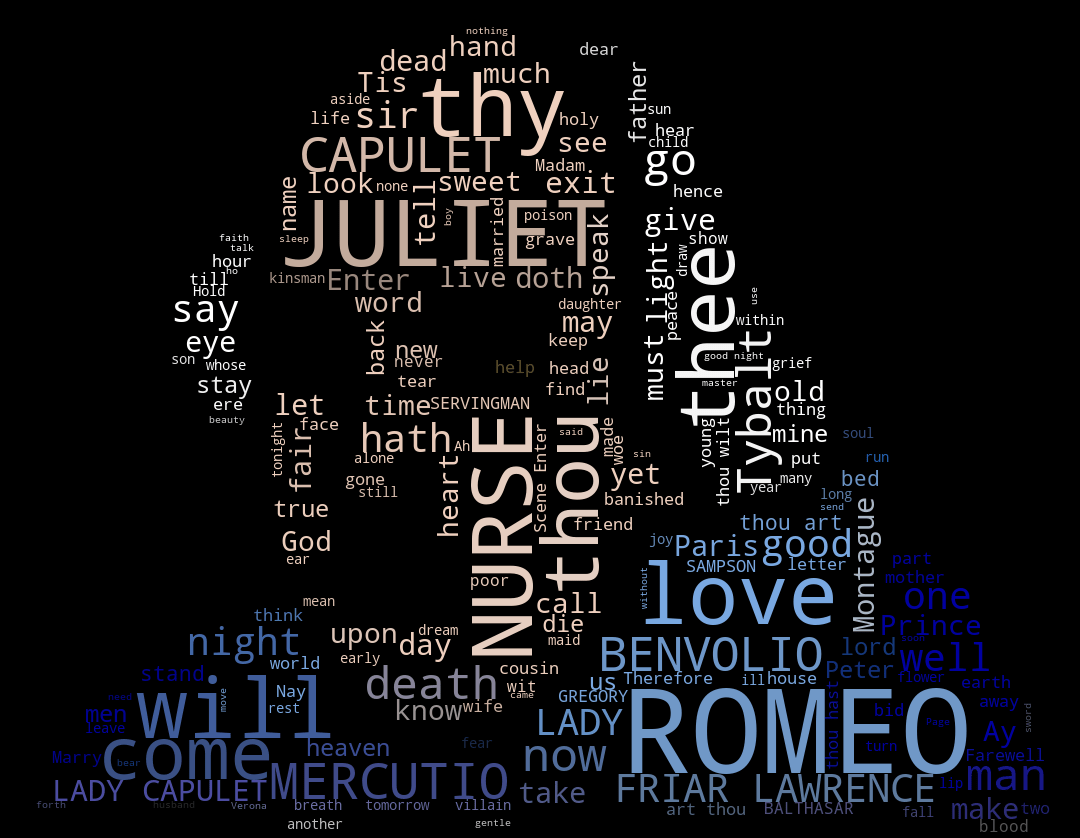 nothing
hand
dear
dead
much
Tis
thy
father
aside
sun
life
sir
holy
hear
child
see
CAPULET
Madam
go
look
none
sweet
exit
hence
name
tell
married
boy
JULIET
poison
speak
give
grave
sleep
faith
talk
show
hour
no
till
Hold
kinsman
Enter
live
doth
draw
light
thee
peace
use
say
word
daughter
may
within
eye
back
new
never
keep
must
Tybalt
good night
son
whose
help
head
lie
grief
stay
tear
find
master
old
ere
let
time
SERVINGMAN
thing
beauty
face
fair
tonight
hath
Ah
NURSE
thou
said
made
woe
young
mine
soul
alone
heart
Scene Enter
sin
thou wilt
put
run
gone
still
yet
year
many
bed
banished
long
send
true
friend
thou art
Montague
God
joy
Paris
good
ear
SAMPSON
letter
part
poor
without
love
mother
mean
call
one
think
die
Prince
night
upon
day
dream
maid
BENVOLIO
lord
soon
well
world
early
cousin
stand
death
us
Therefore
ill
house
Peter
flower
earth
need
will
move
Nay
wit
came
GREGORY
ROMEO
thou hast
away
men
rest
know
wife
LADY
bid
Page
sword
leave
come
heaven
fear
now
turn
Ay
Marry
bear
Farewell
LADY CAPULET
MERCUTIO
take
FRIAR LAWRENCE
lip
man
forth
husband
Verona
breath
tomorrow
villain
art thou
BALTHASAR
fall
make
two
another
gentle
blood